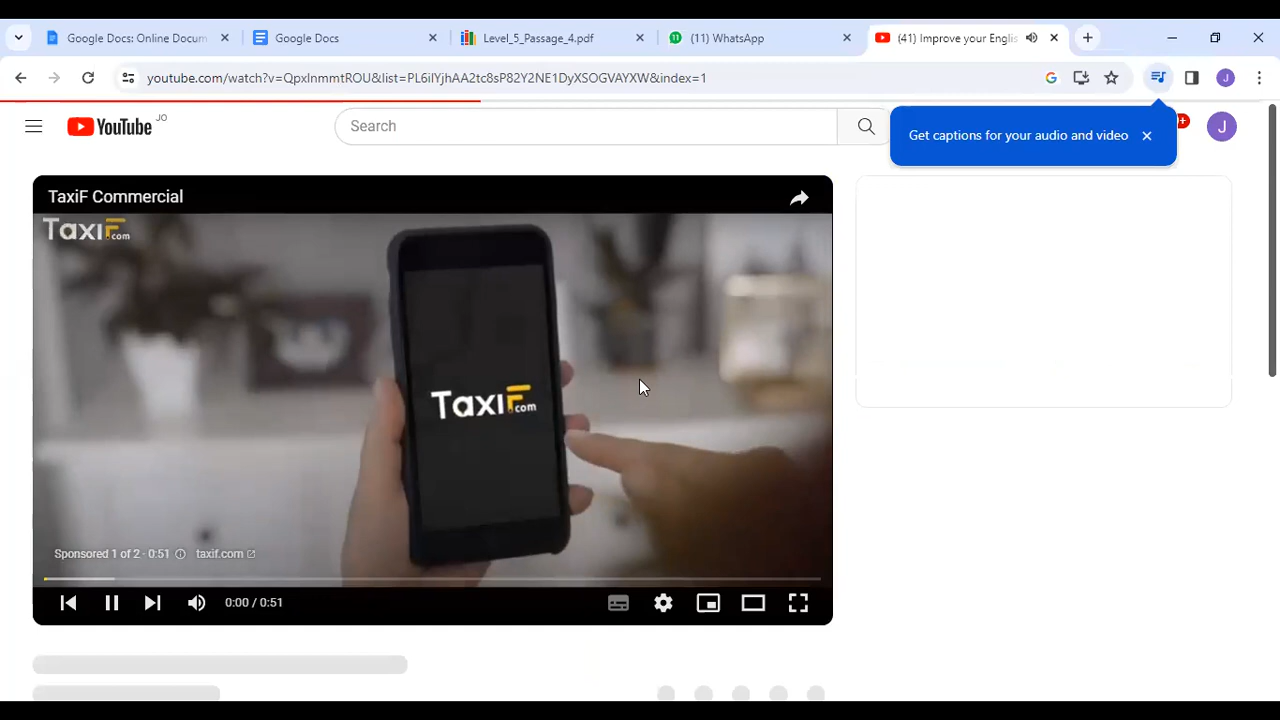 Google Docs: Online Docum
Google Docs
Level_5_Passage_4.pdf
(11) WhatsApp
(41) Improve your Englis
youtube.com/watch?v=QpxInmmtROU&list=PL6iIYjhAA2tc8sP82Y2NE1DyXSOGVAYXW&index=1
J
YouTube JO
Search
Get captions for your audio and video
J
TaxiF Commercial
TaxiF.com
TaxiF.com
Sponsored 1 of 2 · 0:51
taxif.com
0:00 / 0:51